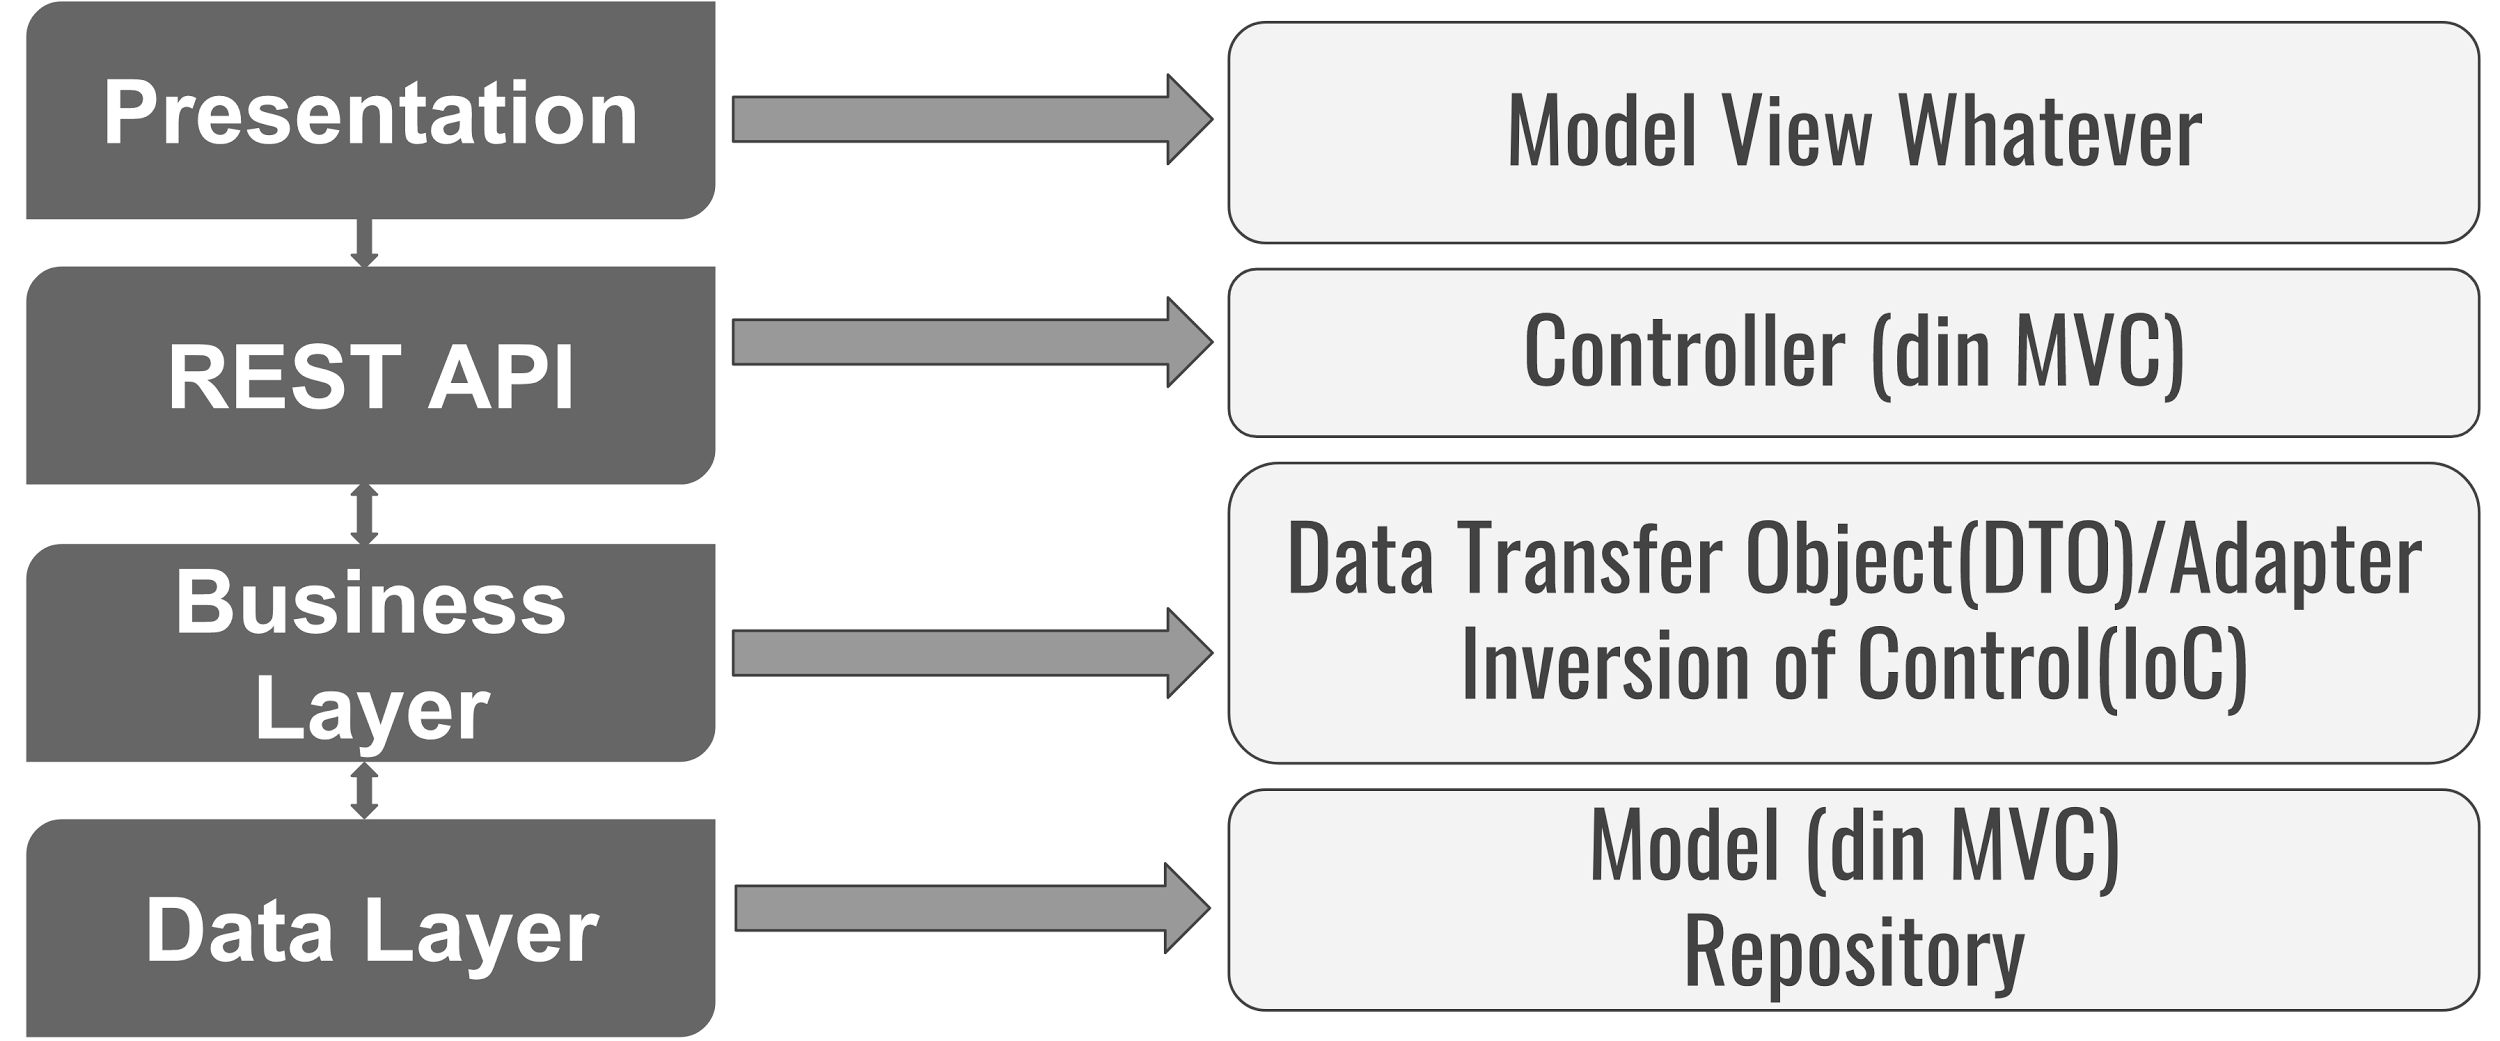 Presentation
Model View Whatever
REST API
Controller (din MVC)
Business
Layer
Data Transfer Object(DTO)/Adapter
Inversion of Control(IoC)
Data Layer
Model (din MVC)
Repository